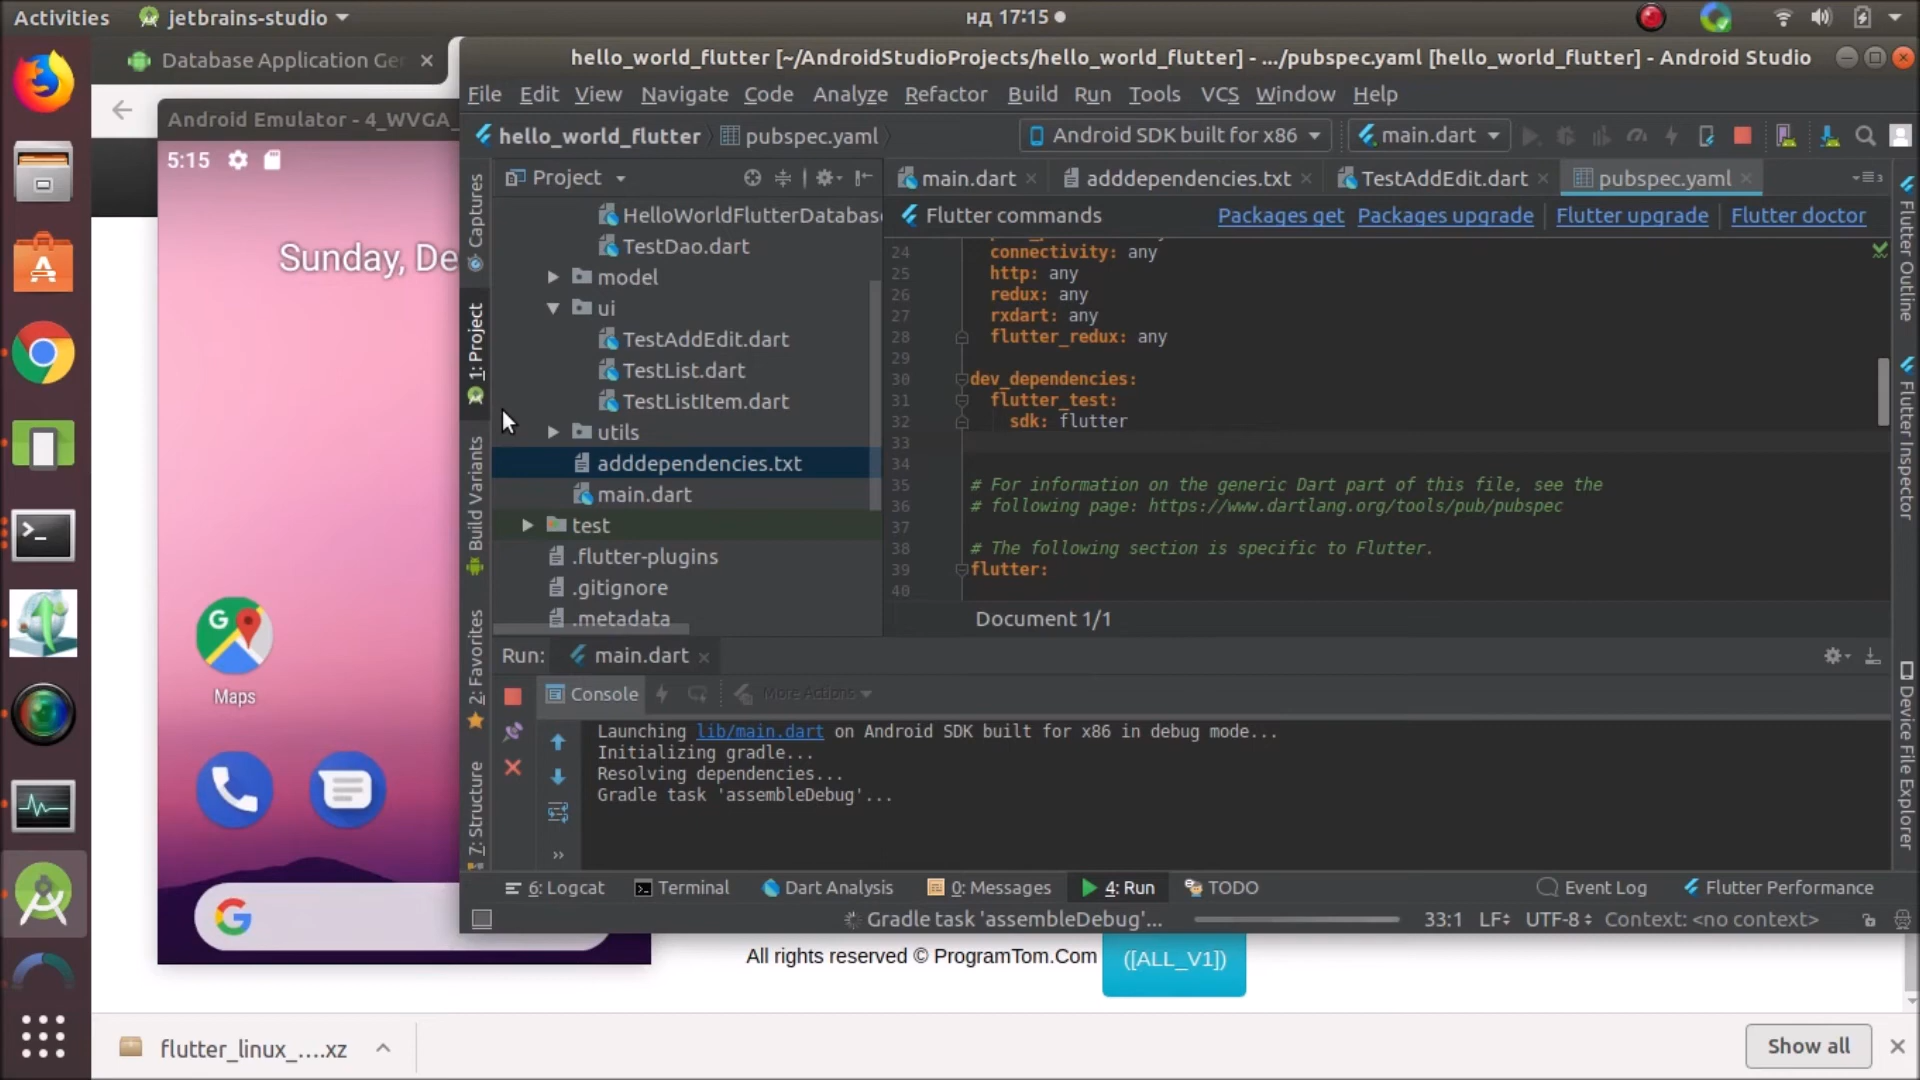 Activities
jetbrains-studio
нд 17:15
Database Application Ge
hello_world_flutter [~/AndroidStudioProjects/hello_world_flutter] - .../pubspec.yaml [hello_world_flutter] - Android Studio
File Edit View Navigate Code Analyze Refactor Build Run Tools VCS Window Help
Android Emulator - 4_WVGA_
hello_world_flutter
pubspec.yaml
Android SDK built for x86
main.dart
5:15
Sunday, De
Maps
Captures
1: Project
Build Variants
2: Favorites
7: Structure
Project
HelloWorldFlutterDatabase
TestDao.dart
model
ui
TestAddEdit.dart
TestList.dart
TestListItem.dart
utils
adddependencies.txt
main.dart
test
.flutter-plugins
.gitignore
.metadata
main.dart
adddependencies.txt
TestAddEdit.dart
pubspec.yaml
Flutter commands
Packages get
Packages upgrade
Flutter upgrade
Flutter doctor
24 connectivity: any
25 http: any
26 redux: any
27 rxdart: any
28 flutter_redux: any
29
30 dev_dependencies:
31 flutter_test:
32 sdk: flutter
33
34
35 # For information on the generic Dart part of this file, see the
36 # following page: https://www.dartlang.org/tools/pub/pubspec
37
38 # The following section is specific to Flutter.
39 flutter:
40
Document 1/1
Flutter Outline
Flutter Inspector
Device File Explorer
Run:
main.dart
Console
More Actions
Launching lib/main.dart on Android SDK built for x86 in debug mode...
Initializing gradle...
Resolving dependencies...
Gradle task 'assembleDebug'...
6: Logcat
Terminal
Dart Analysis
0: Messages
4: Run
TODO
Event Log
Flutter Performance
Gradle task 'assembleDebug'...
33:1
LF
UTF-8
Context: <no context>
All rights reserved © ProgramTom.Com
([ALL_V1])
flutter_linux_....xz
Show all